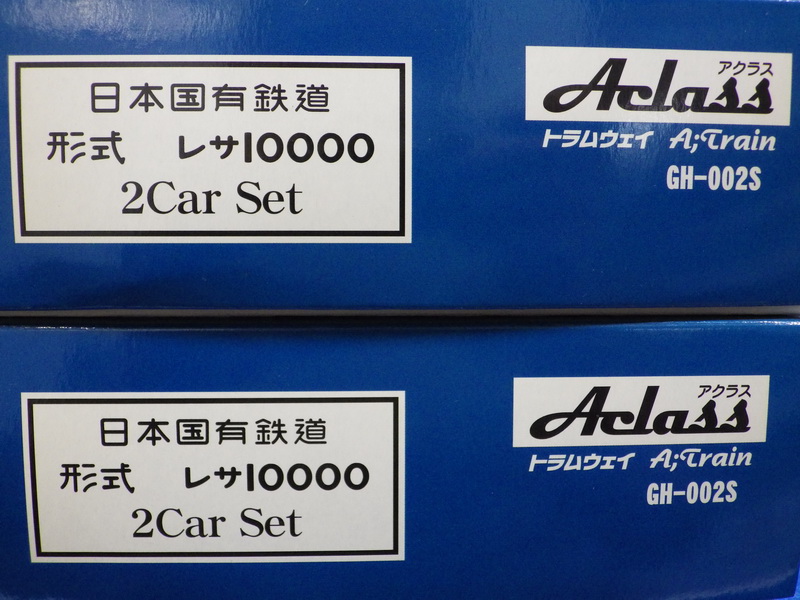 日本国有鉄道
形式 レサ10000
2Car Set
アクラス
Aclass
トラムウェイ A;Train
GH-002S
日本国有鉄道
形式 レサ10000
2Car Set
アクラス
Aclass
トラムウェイ A;Train
GH-002S